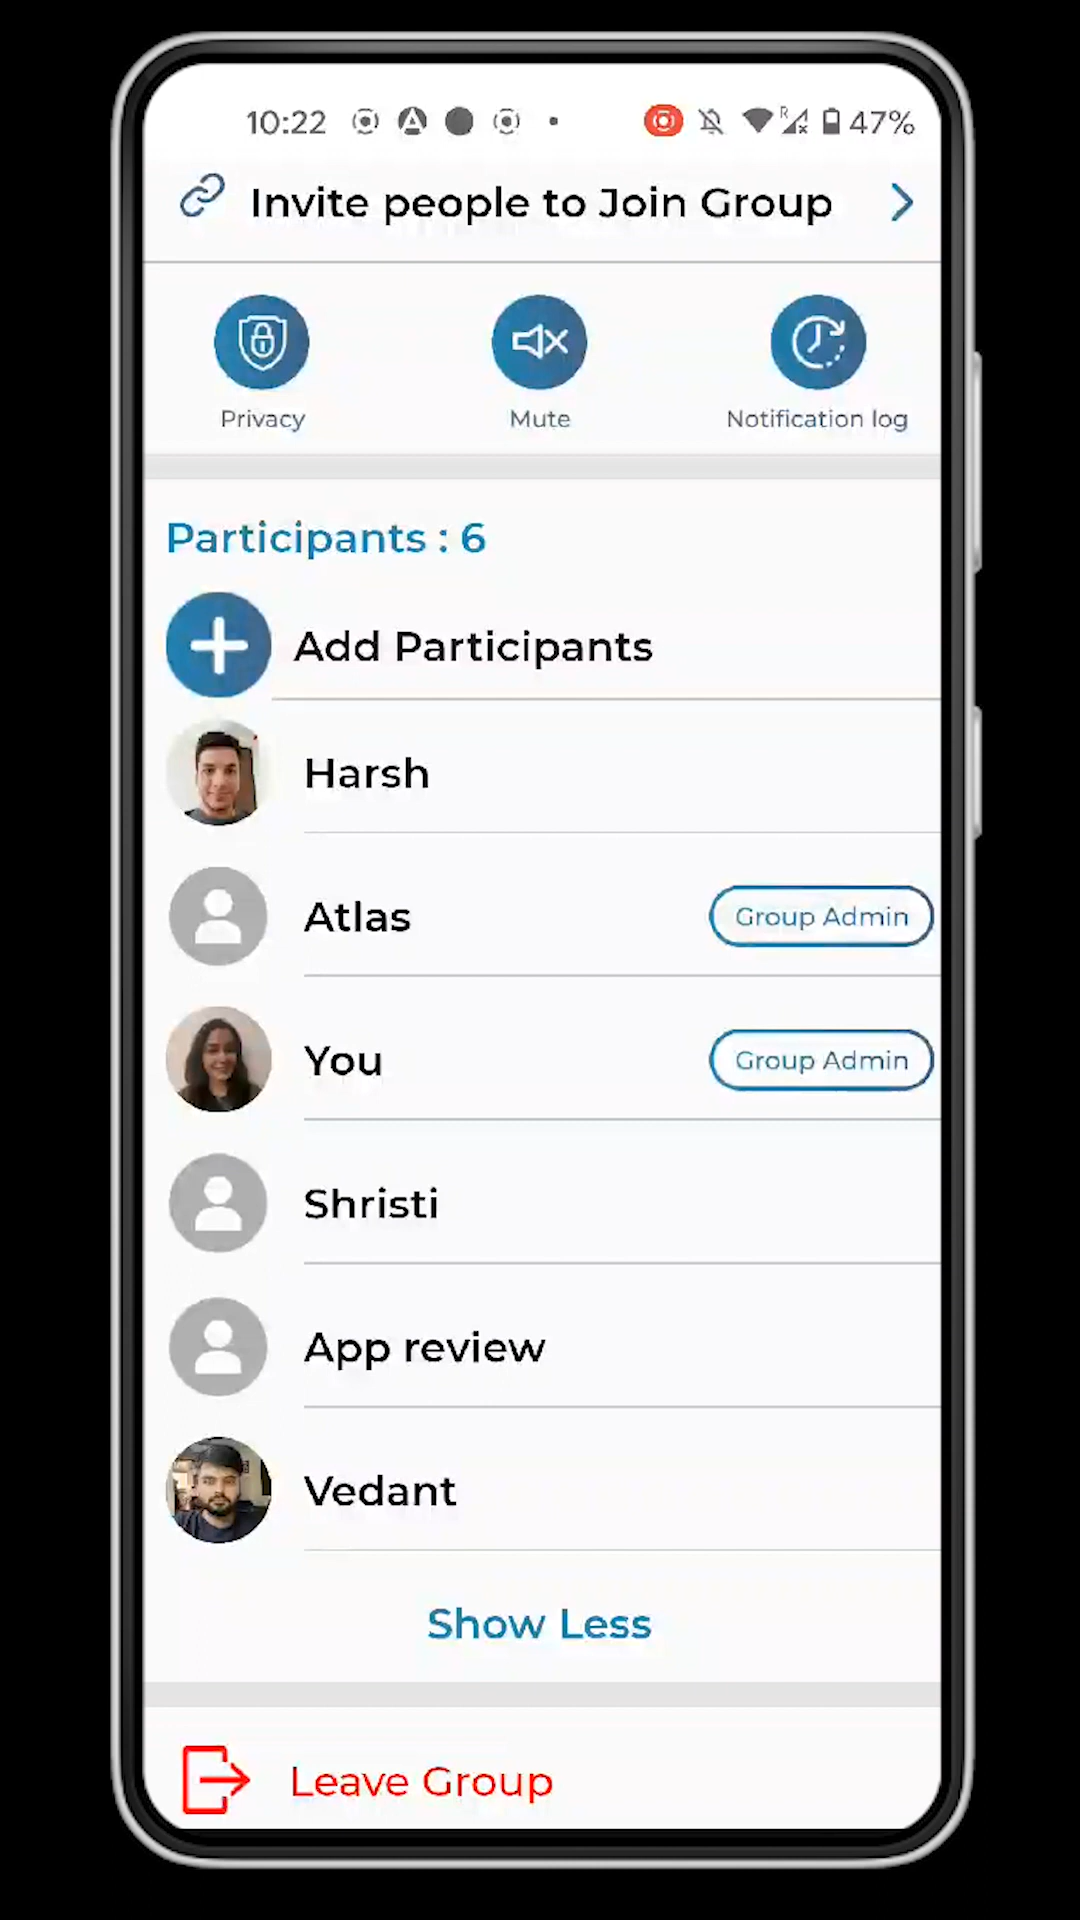 10:22 R 47%
Invite people to Join Group
Privacy Mute Notification log
Participants : 6
Add Participants
Harsh
Atlas Group Admin
You Group Admin
Shristi
App review
Vedant
Show Less
Leave Group